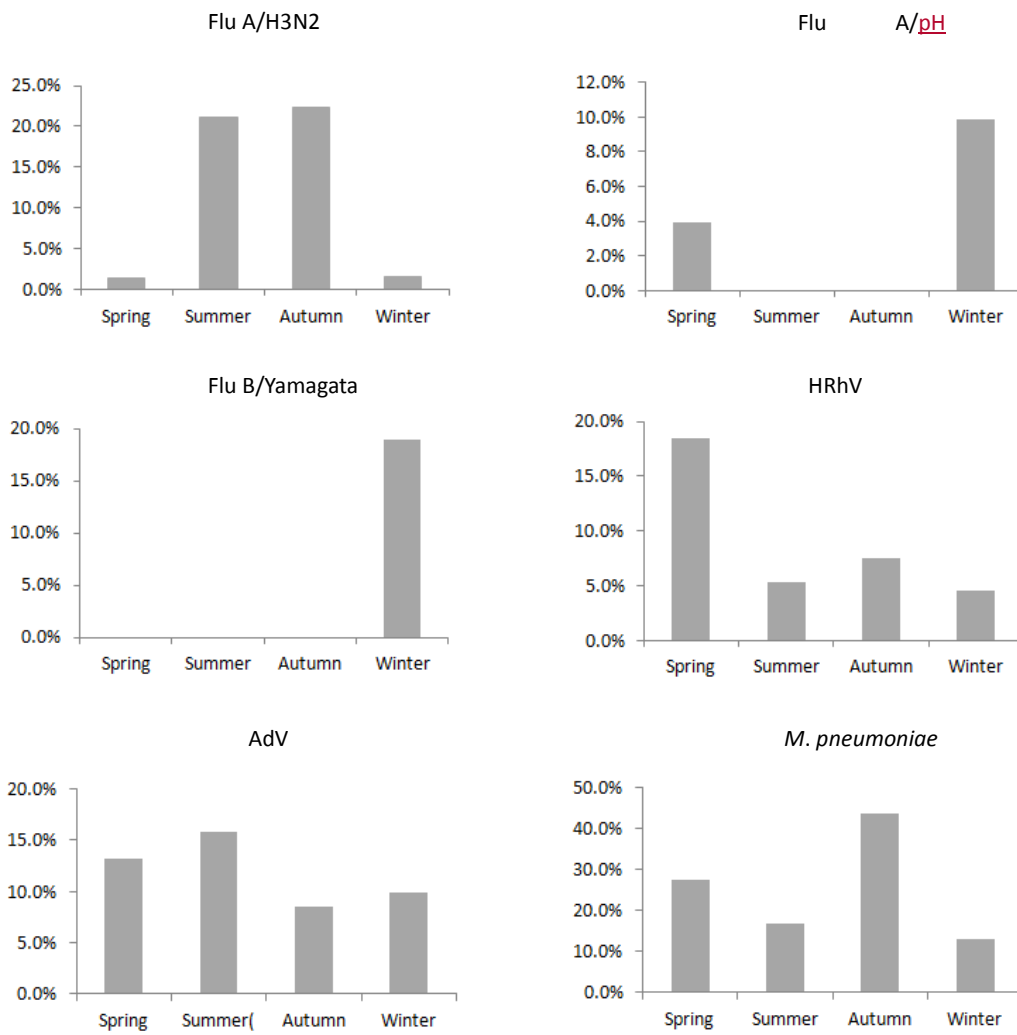 Flu A/H3N2
25.0%
20.0%
15.0%
10.0%
5.0%
0.0%
Spring Summer Autumn Winter
Flu A/pH
12.0%
10.0%
8.0%
6.0%
4.0%
2.0%
0.0%
Spring Summer Autumn Winter
Flu B/Yamagata
20.0%
15.0%
10.0%
5.0%
0.0%
Spring Summer Autumn Winter
HRhV
20.0%
15.0%
10.0%
5.0%
0.0%
Spring Summer Autumn Winter
AdV
20.0%
15.0%
10.0%
5.0%
0.0%
Spring Summer( Autumn Winter
M. pneumoniae
50.0%
40.0%
30.0%
20.0%
10.0%
0.0%
Spring Summer Autumn Winter